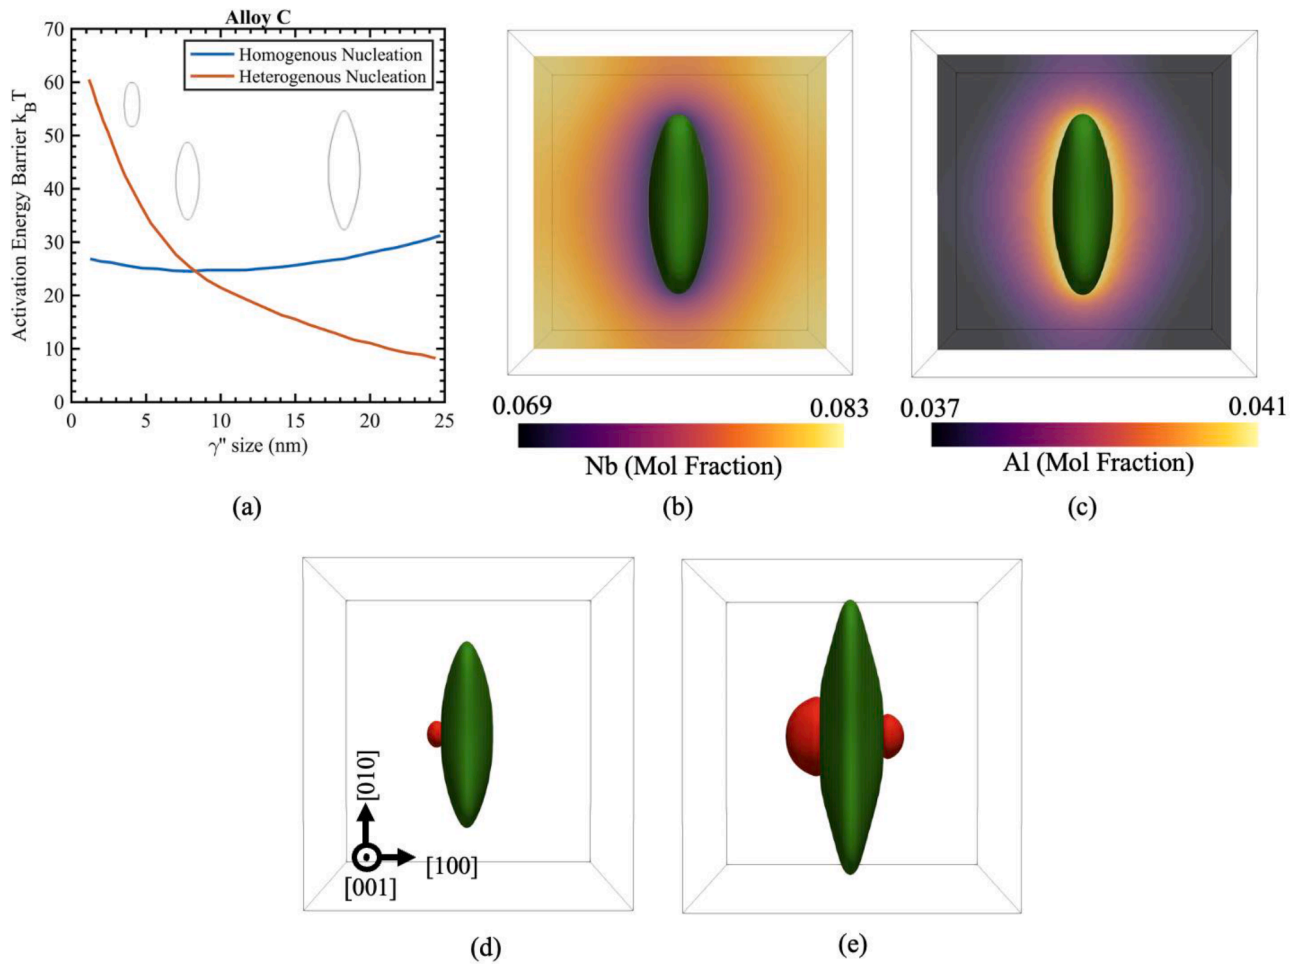 Alloy C
70
60
50
40
30
20
10
0
Activation Energy Barrier k_BT
Homogenous Nucleation
Heterogenous Nucleation
0 5 10 15 20 25
γ" size (nm)
(a)
0.069 0.083
Nb (Mol Fraction)
(b)
0.037 0.041
Al (Mol Fraction)
(c)
[010]
[100]
[001]
(d)
(e)